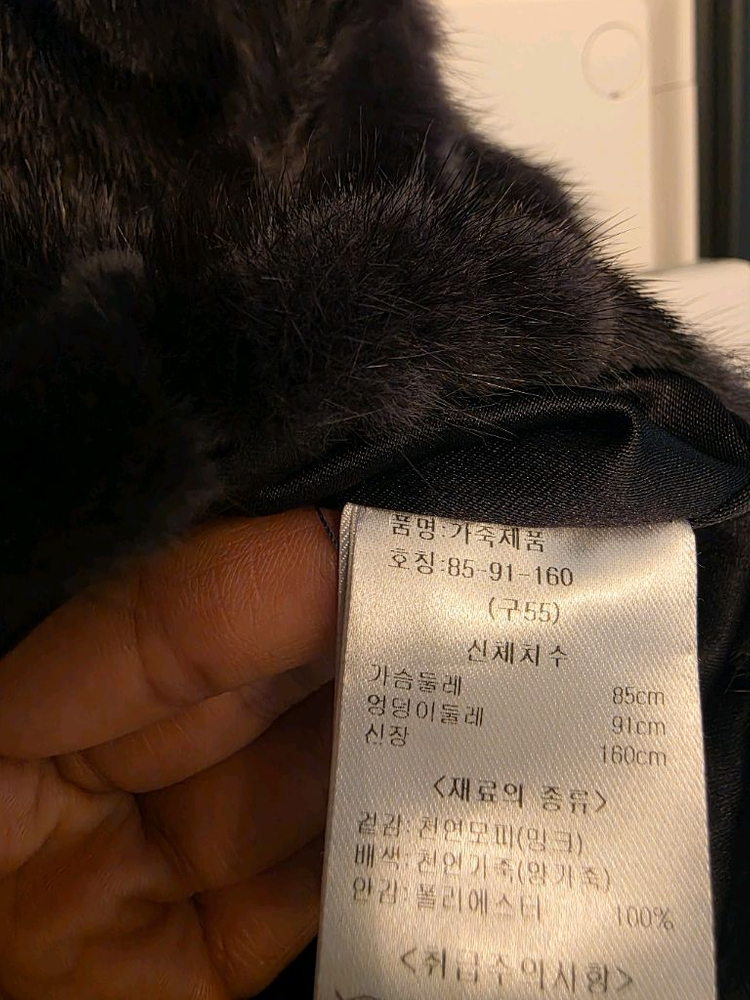 품명:가죽제품
호칭:85-91-160
(구55)
신체치수
가슴둘레 85cm
엉덩이둘레 91cm
신장 160cm
<재료의 종류>
겉감:천연모피(밍크)
배색:천연가죽(양가죽)
안감:폴리에스터 100%
<취급주의사항>